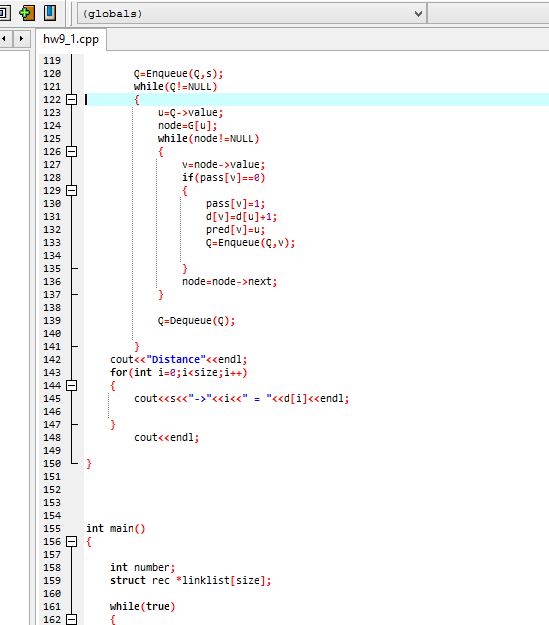 (globals)
hw9_1.cpp
119
120 Q=Enqueue(Q,s);
121 while(Q!=NULL)
122 {
123 u=Q->value;
124 node=G[u];
125 while(node!=NULL)
126 {
127 v=node->value;
128 if(pass[v]==0)
129 {
130 pass[v]=1;
131 d[v]=d[u]+1;
132 pred[v]=u;
133 Q=Enqueue(Q,v);
134
135 }
136 node=node->next;
137 }
138
139 Q=Dequeue(Q);
140
141 }
142 cout<<"Distance"<<endl;
143 for(int i=0;i<size;i++)
144 {
145 cout<<s<<"->"<<i<<" = "<<d[i]<<endl;
146
147 }
148 cout<<endl;
149
150 }
151
152
153
154
155 int main()
156 {
157
158 int number;
159 struct rec *linklist[size];
160
161 while(true)
162 {